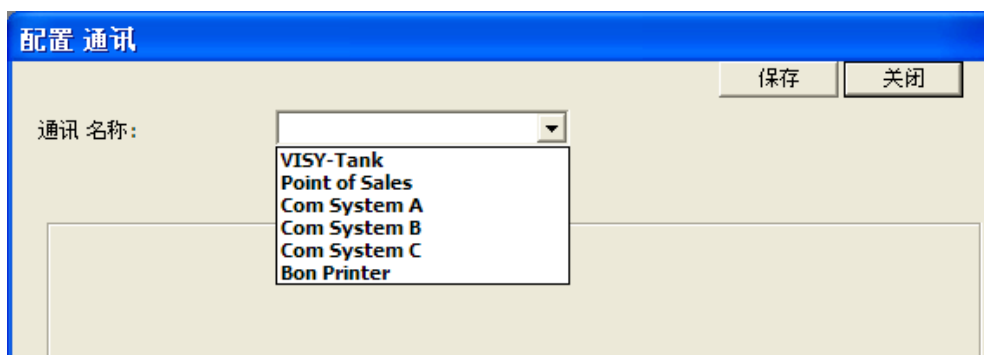 配置 通讯
保存 关闭
通讯 名称:
VISY-Tank
Point of Sales
Com System A
Com System B
Com System C
Bon Printer